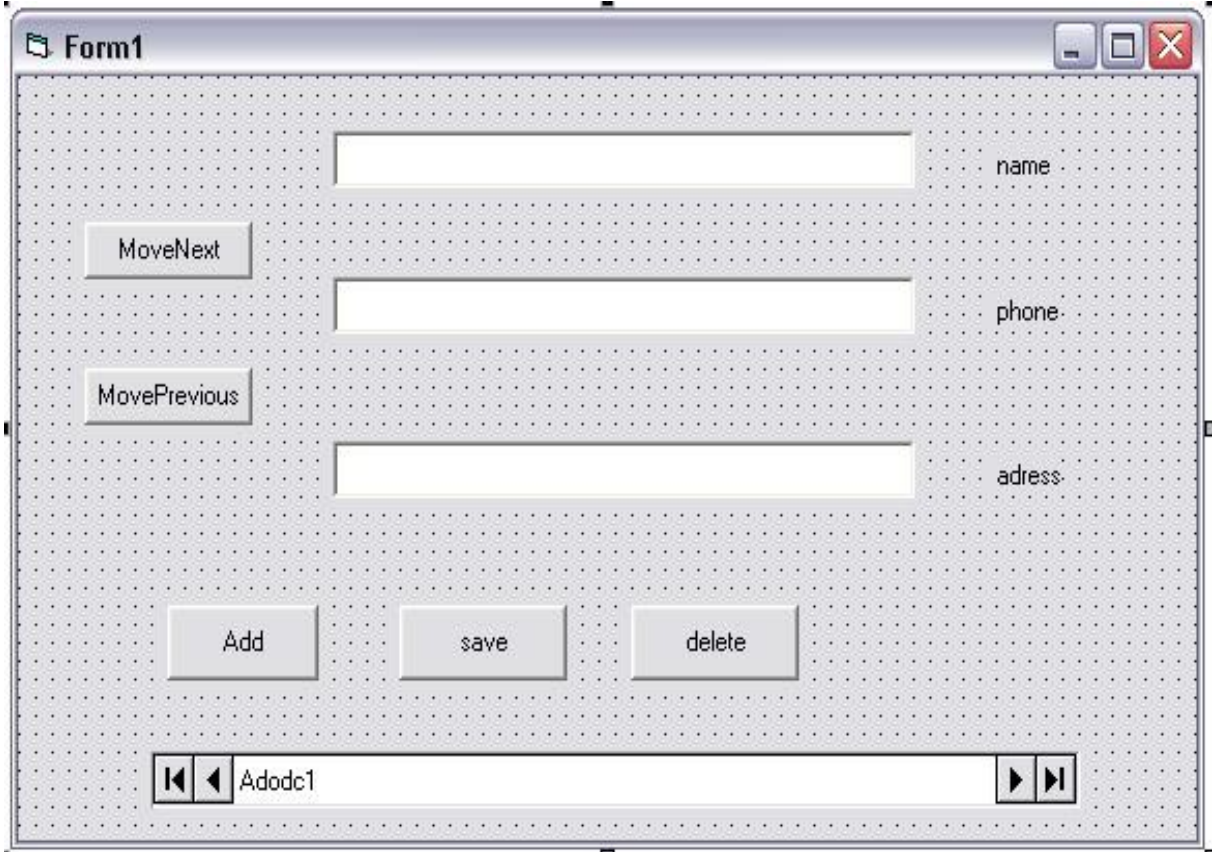 Form1
name
MoveNext
phone
MovePrevious
adress
Add
save
delete
Adodc1